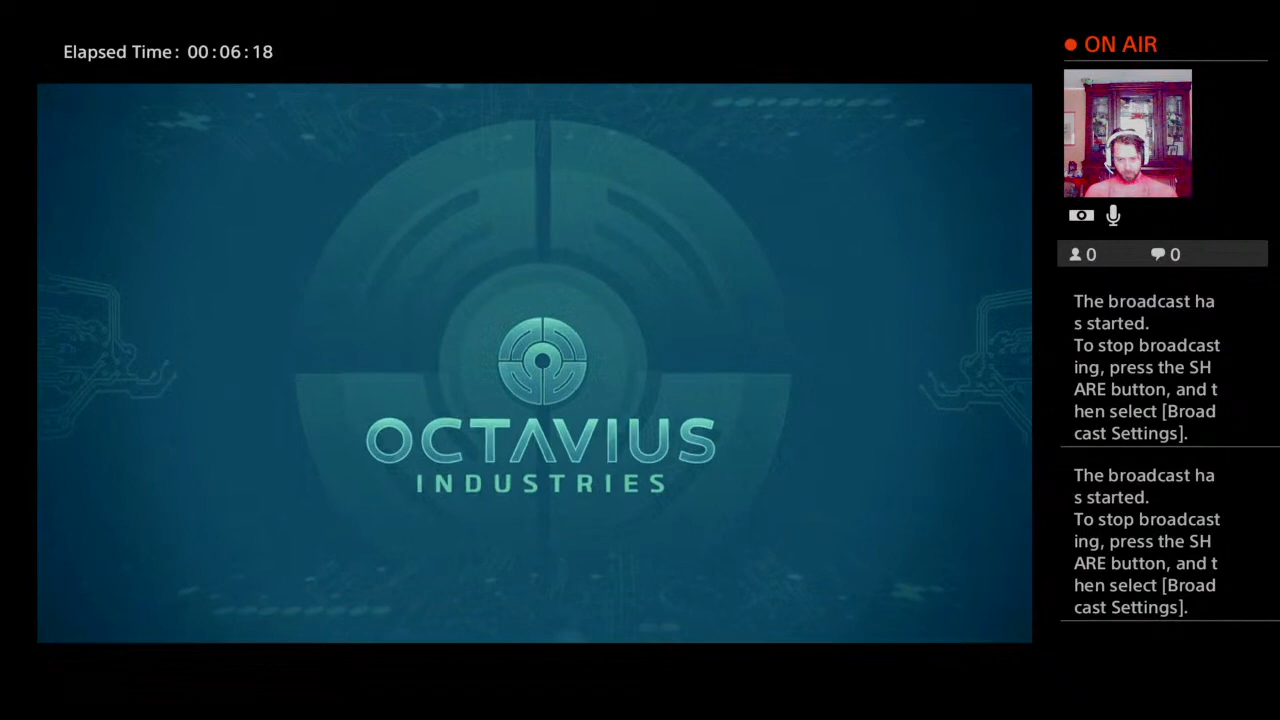 Elapsed Time: 00:06:18
ON AIR
0 0
OCTAVIUS
INDUSTRIES
The broadcast ha
s started.
To stop broadcast
ing, press the SH
ARE button, and t
hen select [Broad
cast Settings].
The broadcast ha
s started.
To stop broadcast
ing, press the SH
ARE button, and t
hen select [Broad
cast Settings].